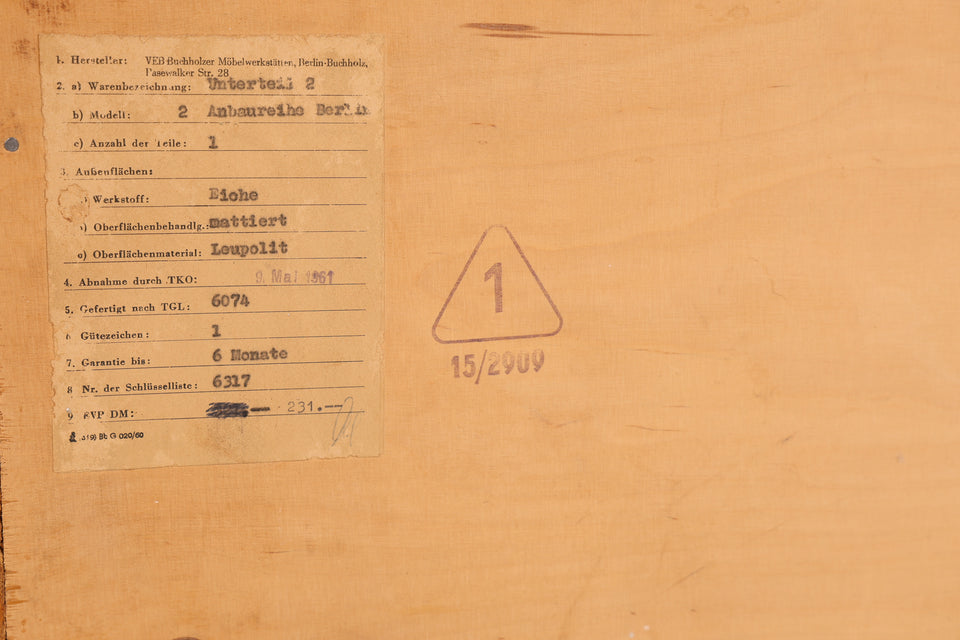 1. Hersteller: VEB Buchholzer Möbelwerkstätten, Berlin-Buchholz,
Pasewalker Str. 28
2. a) Warenbezeichnung: Unterteil 2
b) Modell: 2 Anbaureihe Berlin
c) Anzahl der Teile: 1
3. Außenflächen:
a) Werkstoff: Eiche
b) Oberflächenbehandlg.: mattiert
c) Oberflächenmaterial: Leupolit
4. Abnahme durch TKO: 9. Mai 1961
5. Gefertigt nach TGL: 6074
6 Gütezeichen: 1
7. Garantie bis: 6 Monate
8 Nr. der Schlüsselliste: 6317
9 EVP DM: 231.—
Bb G 020/60
1
15/2909